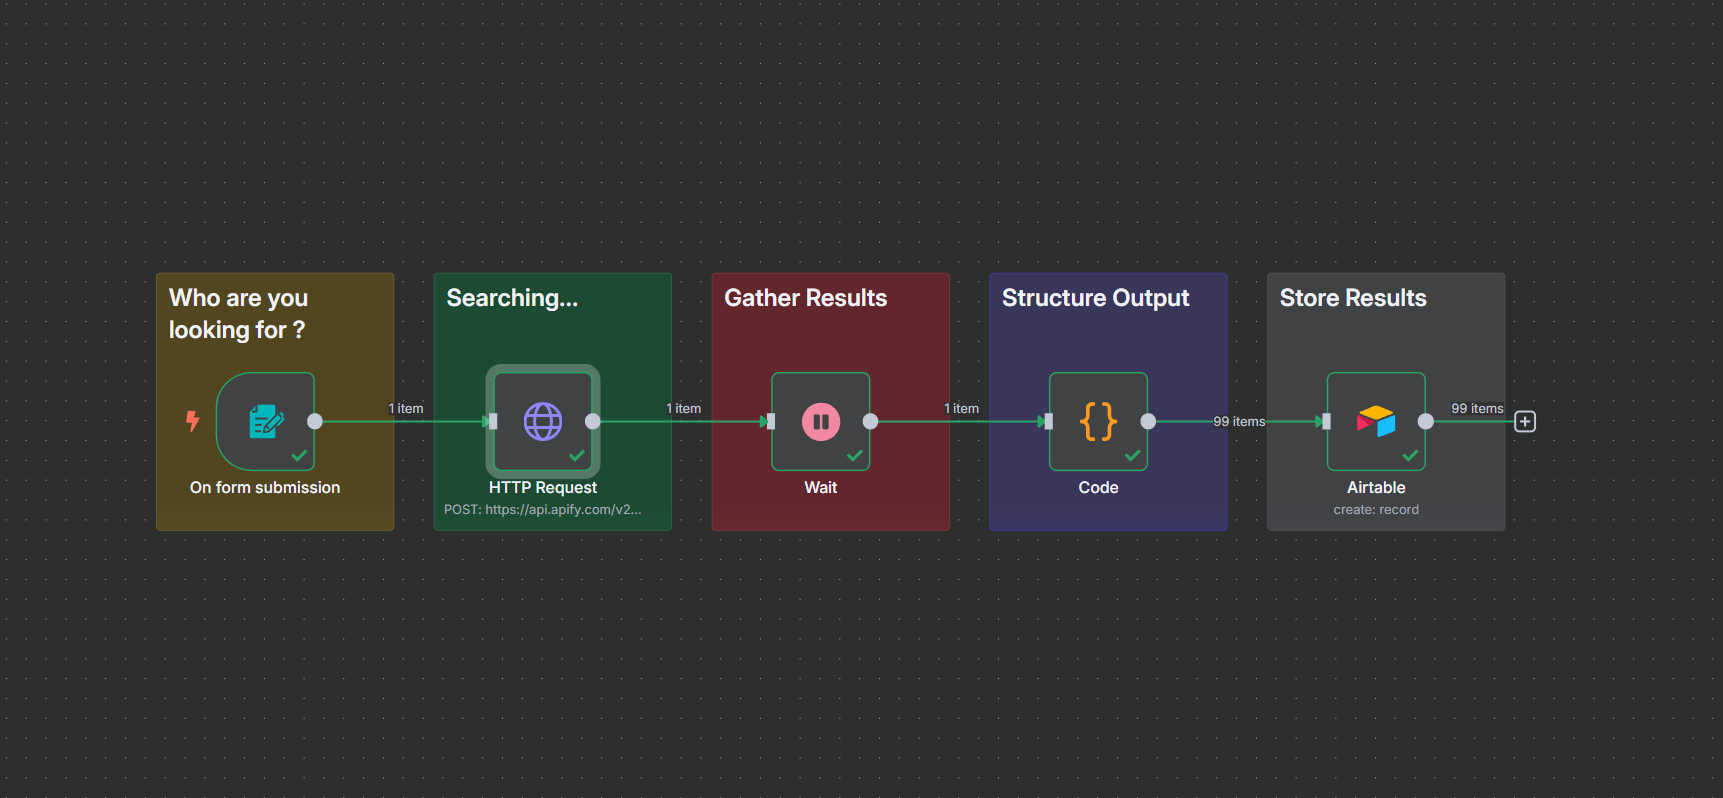 Who are you
looking for ?
Searching...
Gather Results
Structure Output
Store Results
1 item
1 item
1 item
99 items
99 items
On form submission
HTTP Request
POST: https://api.apify.com/v2...
Wait
Code
Airtable
create: record